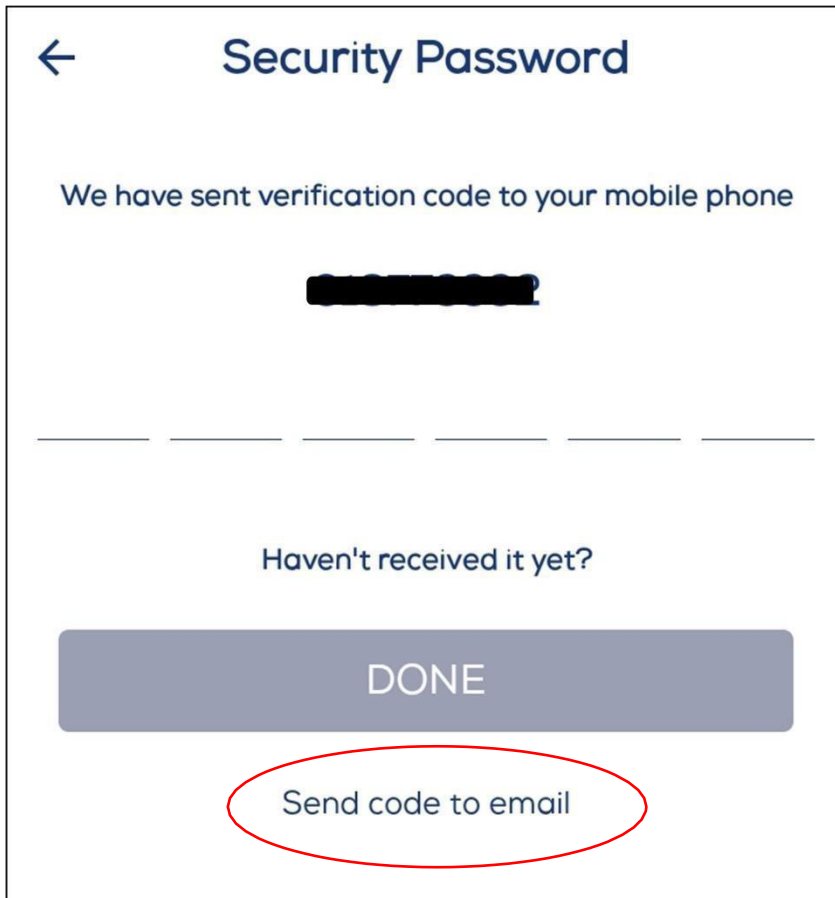 Security Password
We have sent verification code to your mobile phone
Haven't received it yet?
DONE
Send code to email